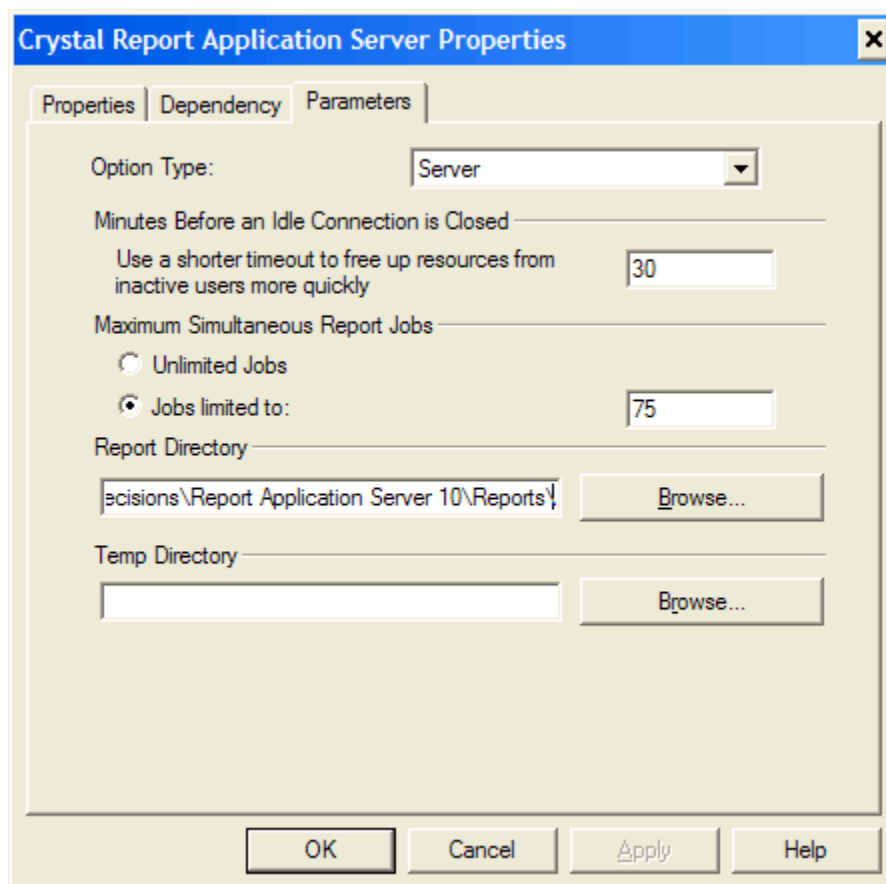 Crystal Report Application Server Properties
Properties Dependency Parameters
Option Type: Server
Minutes Before an Idle Connection is Closed
Use a shorter timeout to free up resources from 30
inactive users more quickly
Maximum Simultaneous Report Jobs
Unlimited Jobs
Jobs limited to: 75
Report Directory
ecisions\Report Application Server 10\Reports\ Browse...
Temp Directory
Browse...
OK Cancel Apply Help